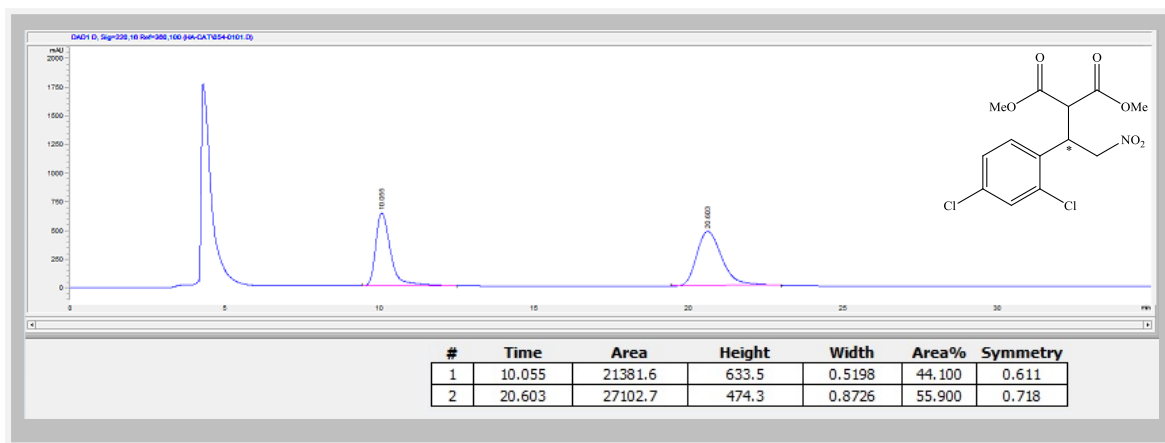 DAD1 D, Sig=220,16 Ref=360,100 (HA-CAT\654-0101.D)
mAU
2000
1750
1500
1250
1000
750
500
250
0
10.055
20.603
0 5 10 15 20 25 30 min
O O
MeO OMe
* NO2
Cl Cl
# Time Area Height Width Area% Symmetry
1 10.055 21381.6 633.5 0.5198 44.100 0.611
2 20.603 27102.7 474.3 0.8726 55.900 0.718